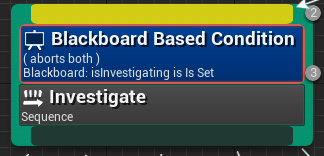 2
Blackboard Based Condition
( aborts both )
Blackboard: isInvestigating is Is Set
3
Investigate
Sequence